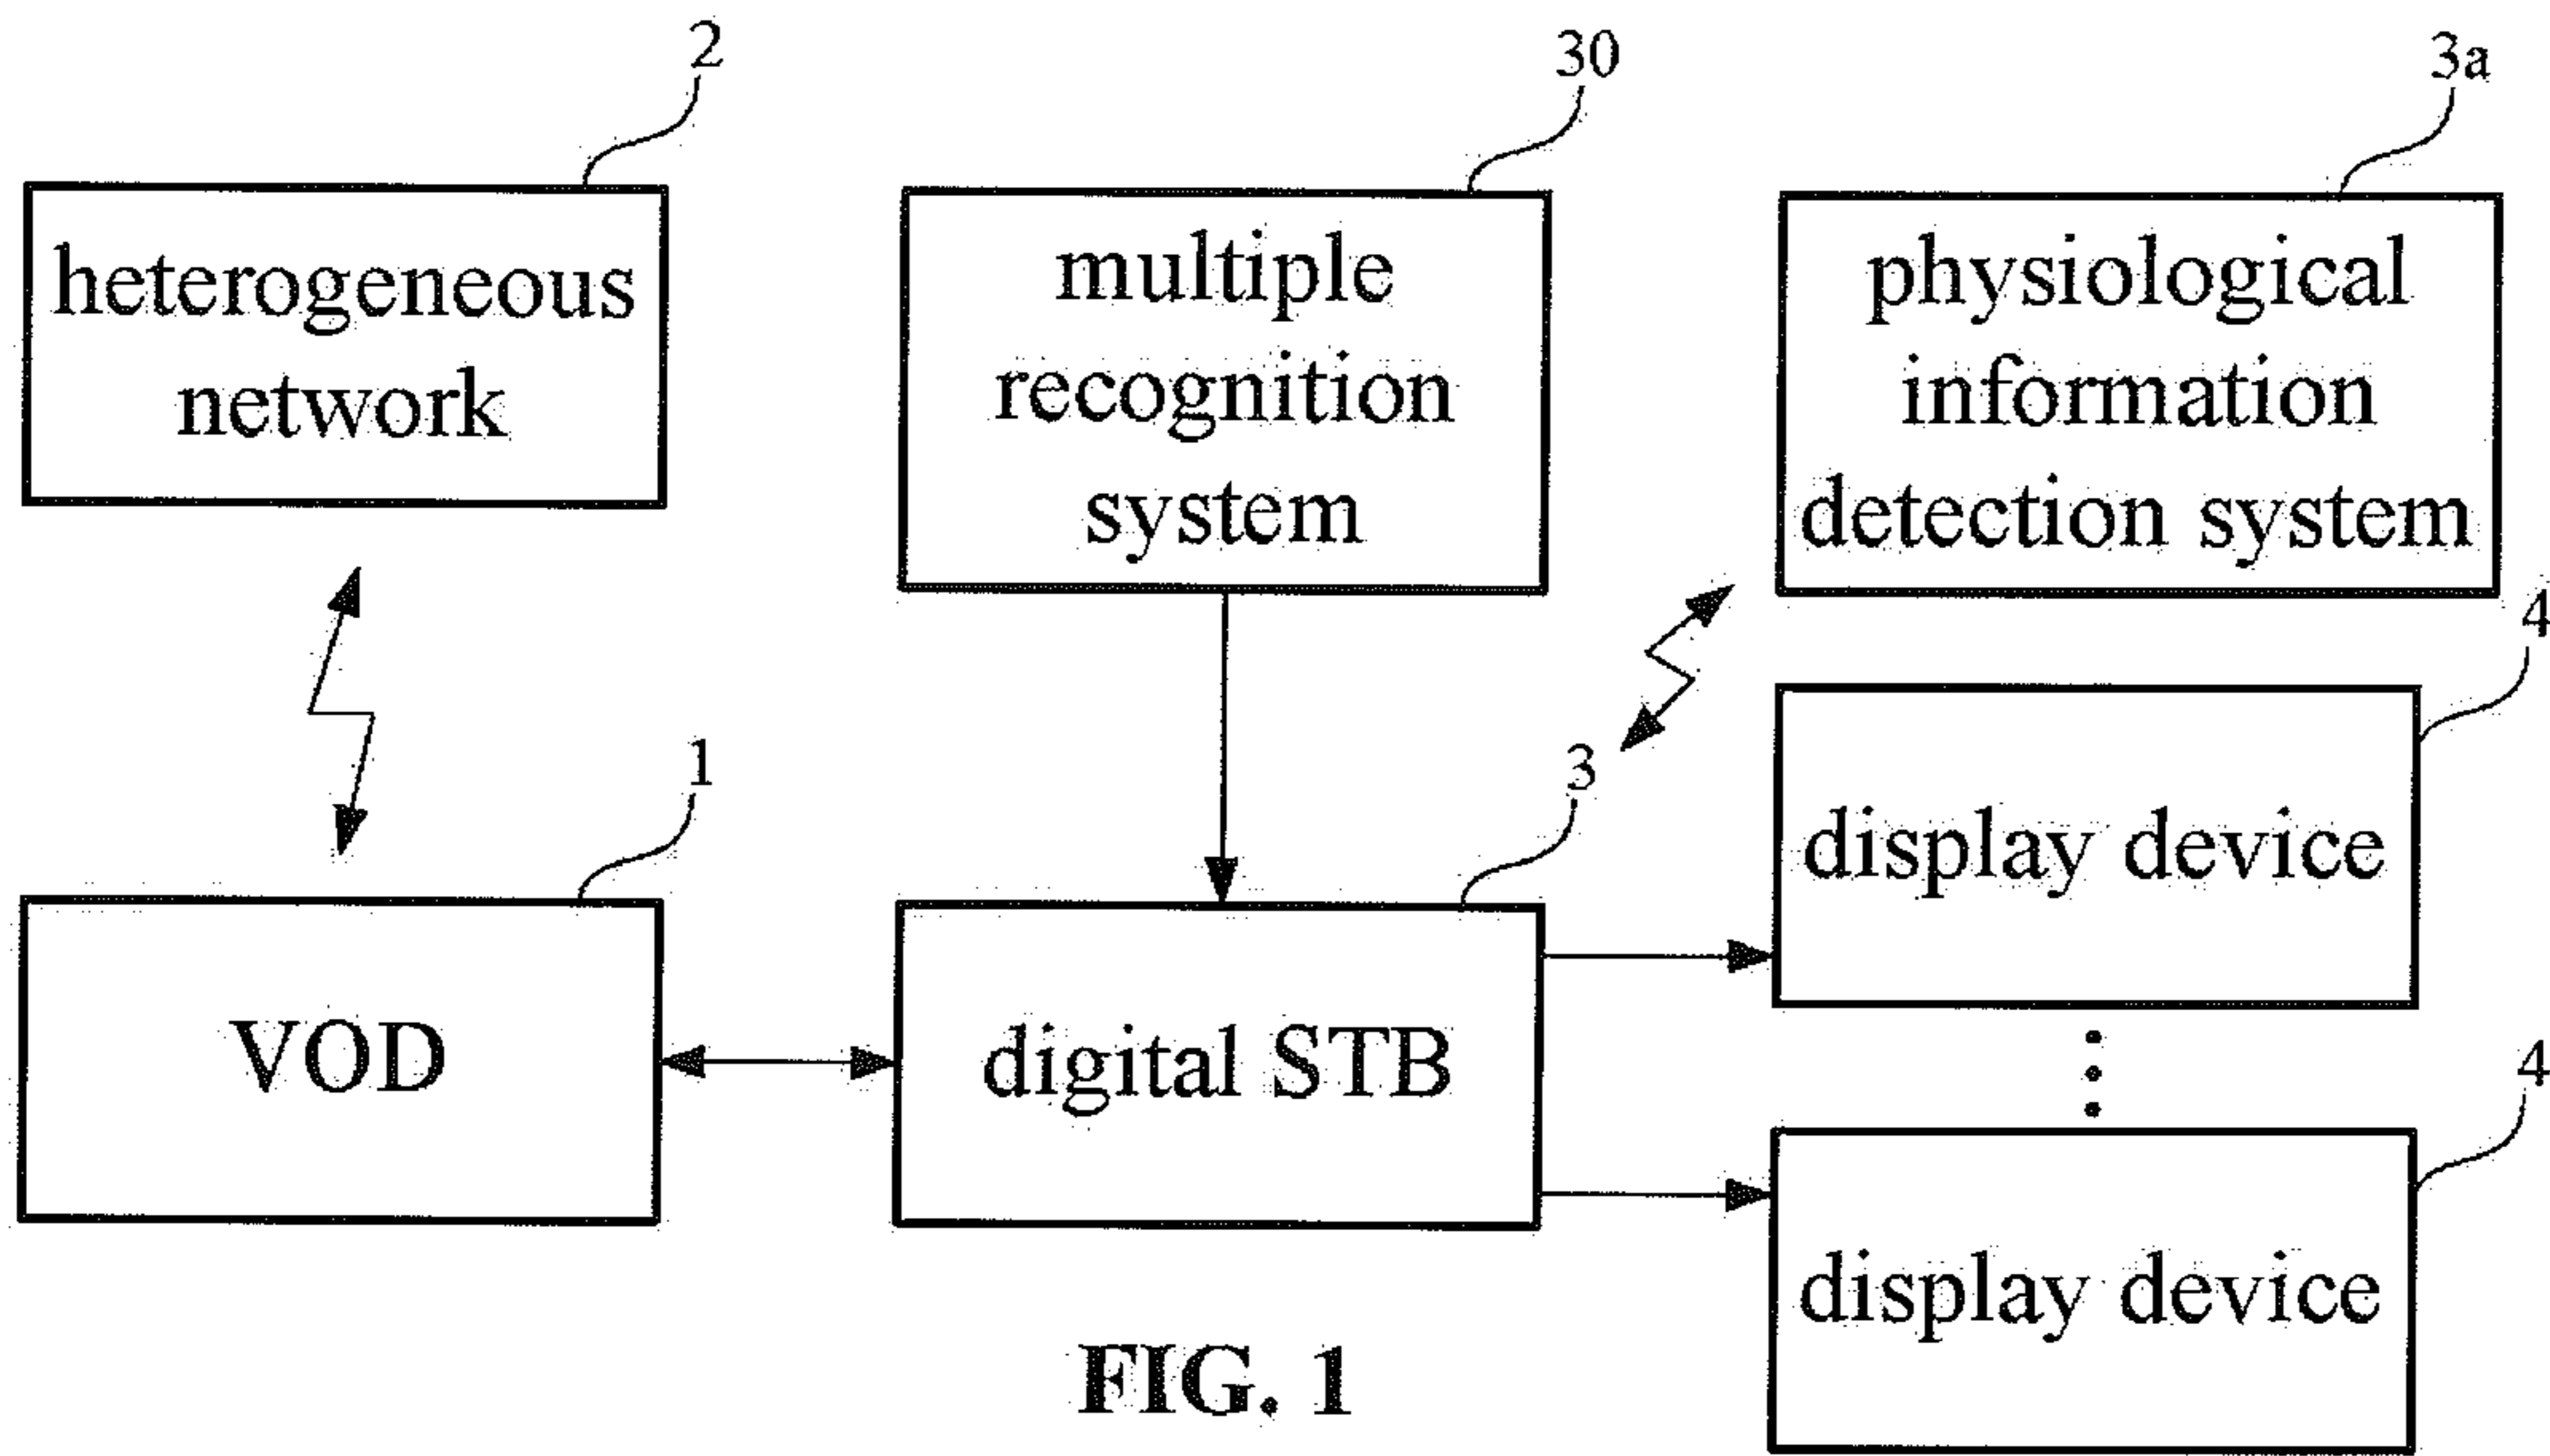 2
30
3a
heterogeneous
network
multiple
recognition
system
physiological
information
detection system
4
1
3
display device
VOD
digital STB
4
display device
FIG. 1